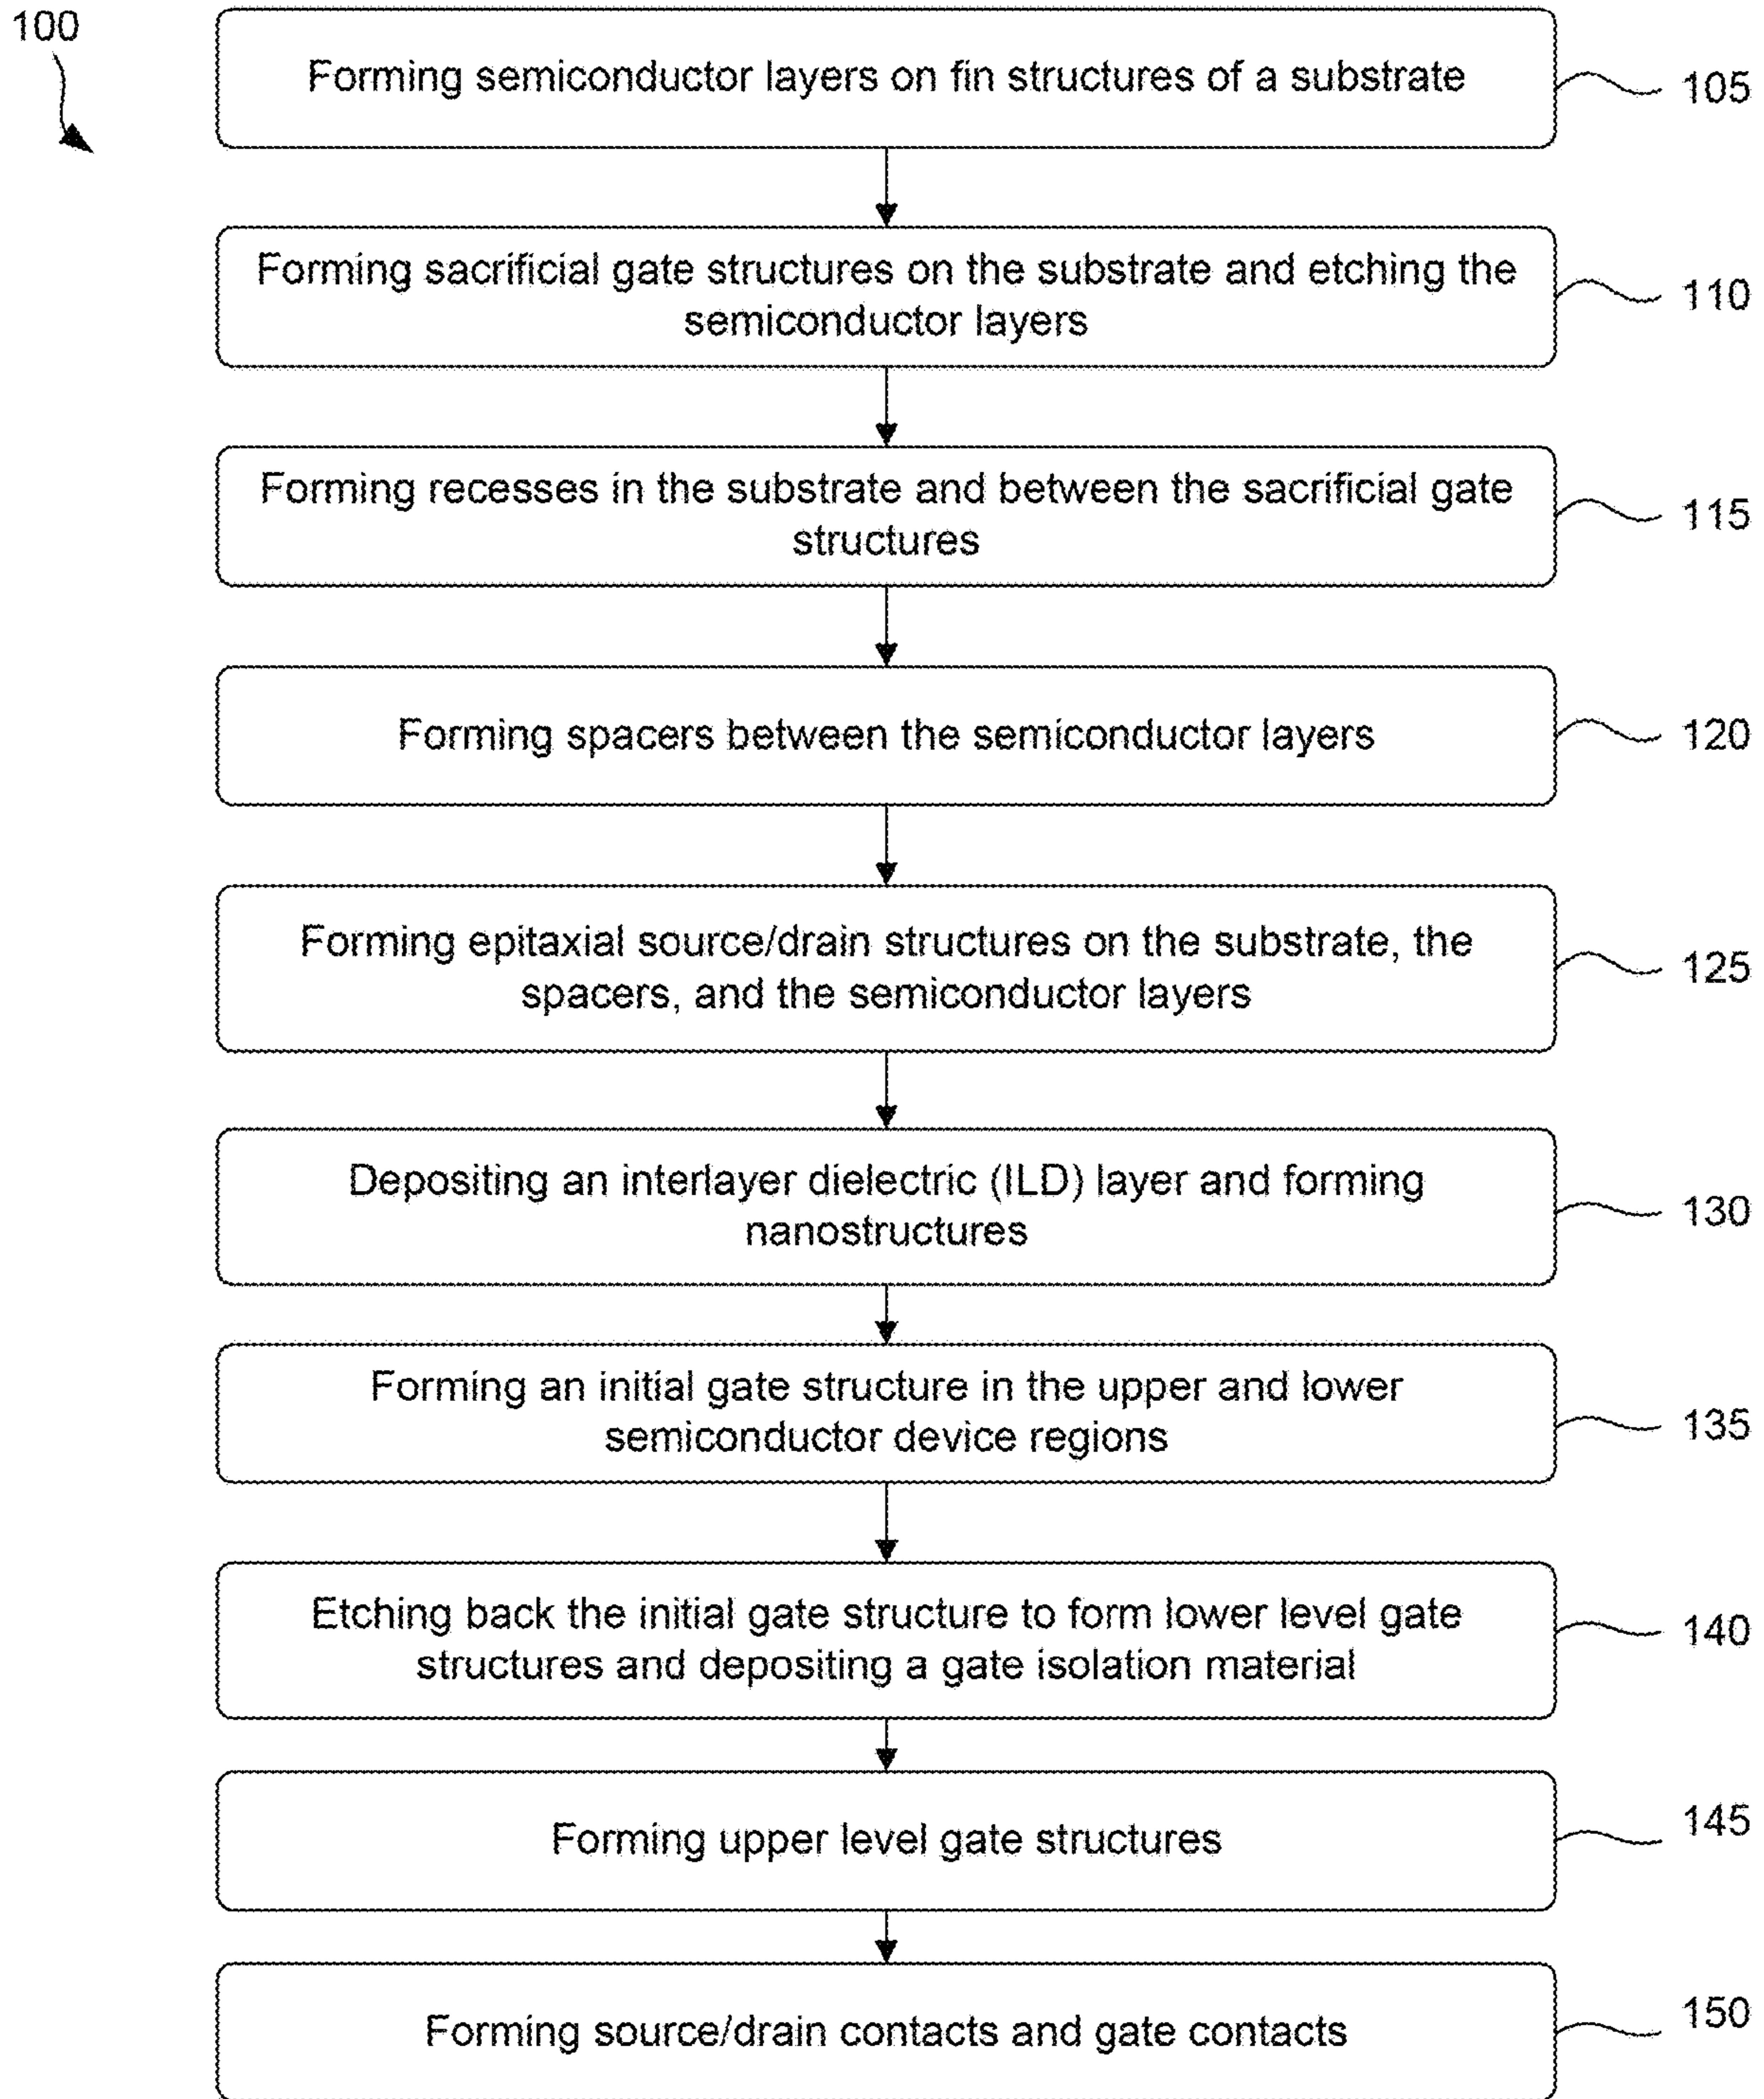 100
Forming semiconductor layers on fin structures of a substrate
105
Forming sacrificial gate structures on the substrate and etching the
semiconductor layers
110
Forming recesses in the substrate and between the sacrificial gate
structures
115
Forming spacers between the semiconductor layers
120
Forming epitaxial source/drain structures on the substrate, the
spacers, and the semiconductor layers
125
Depositing an interlayer dielectric (ILD) layer and forming
nanostructures
130
Forming an initial gate structure in the upper and lower
semiconductor device regions
135
Etching back the initial gate structure to form lower level gate
structures and depositing a gate isolation material
140
Forming upper level gate structures
145
Forming source/drain contacts and gate contacts
150